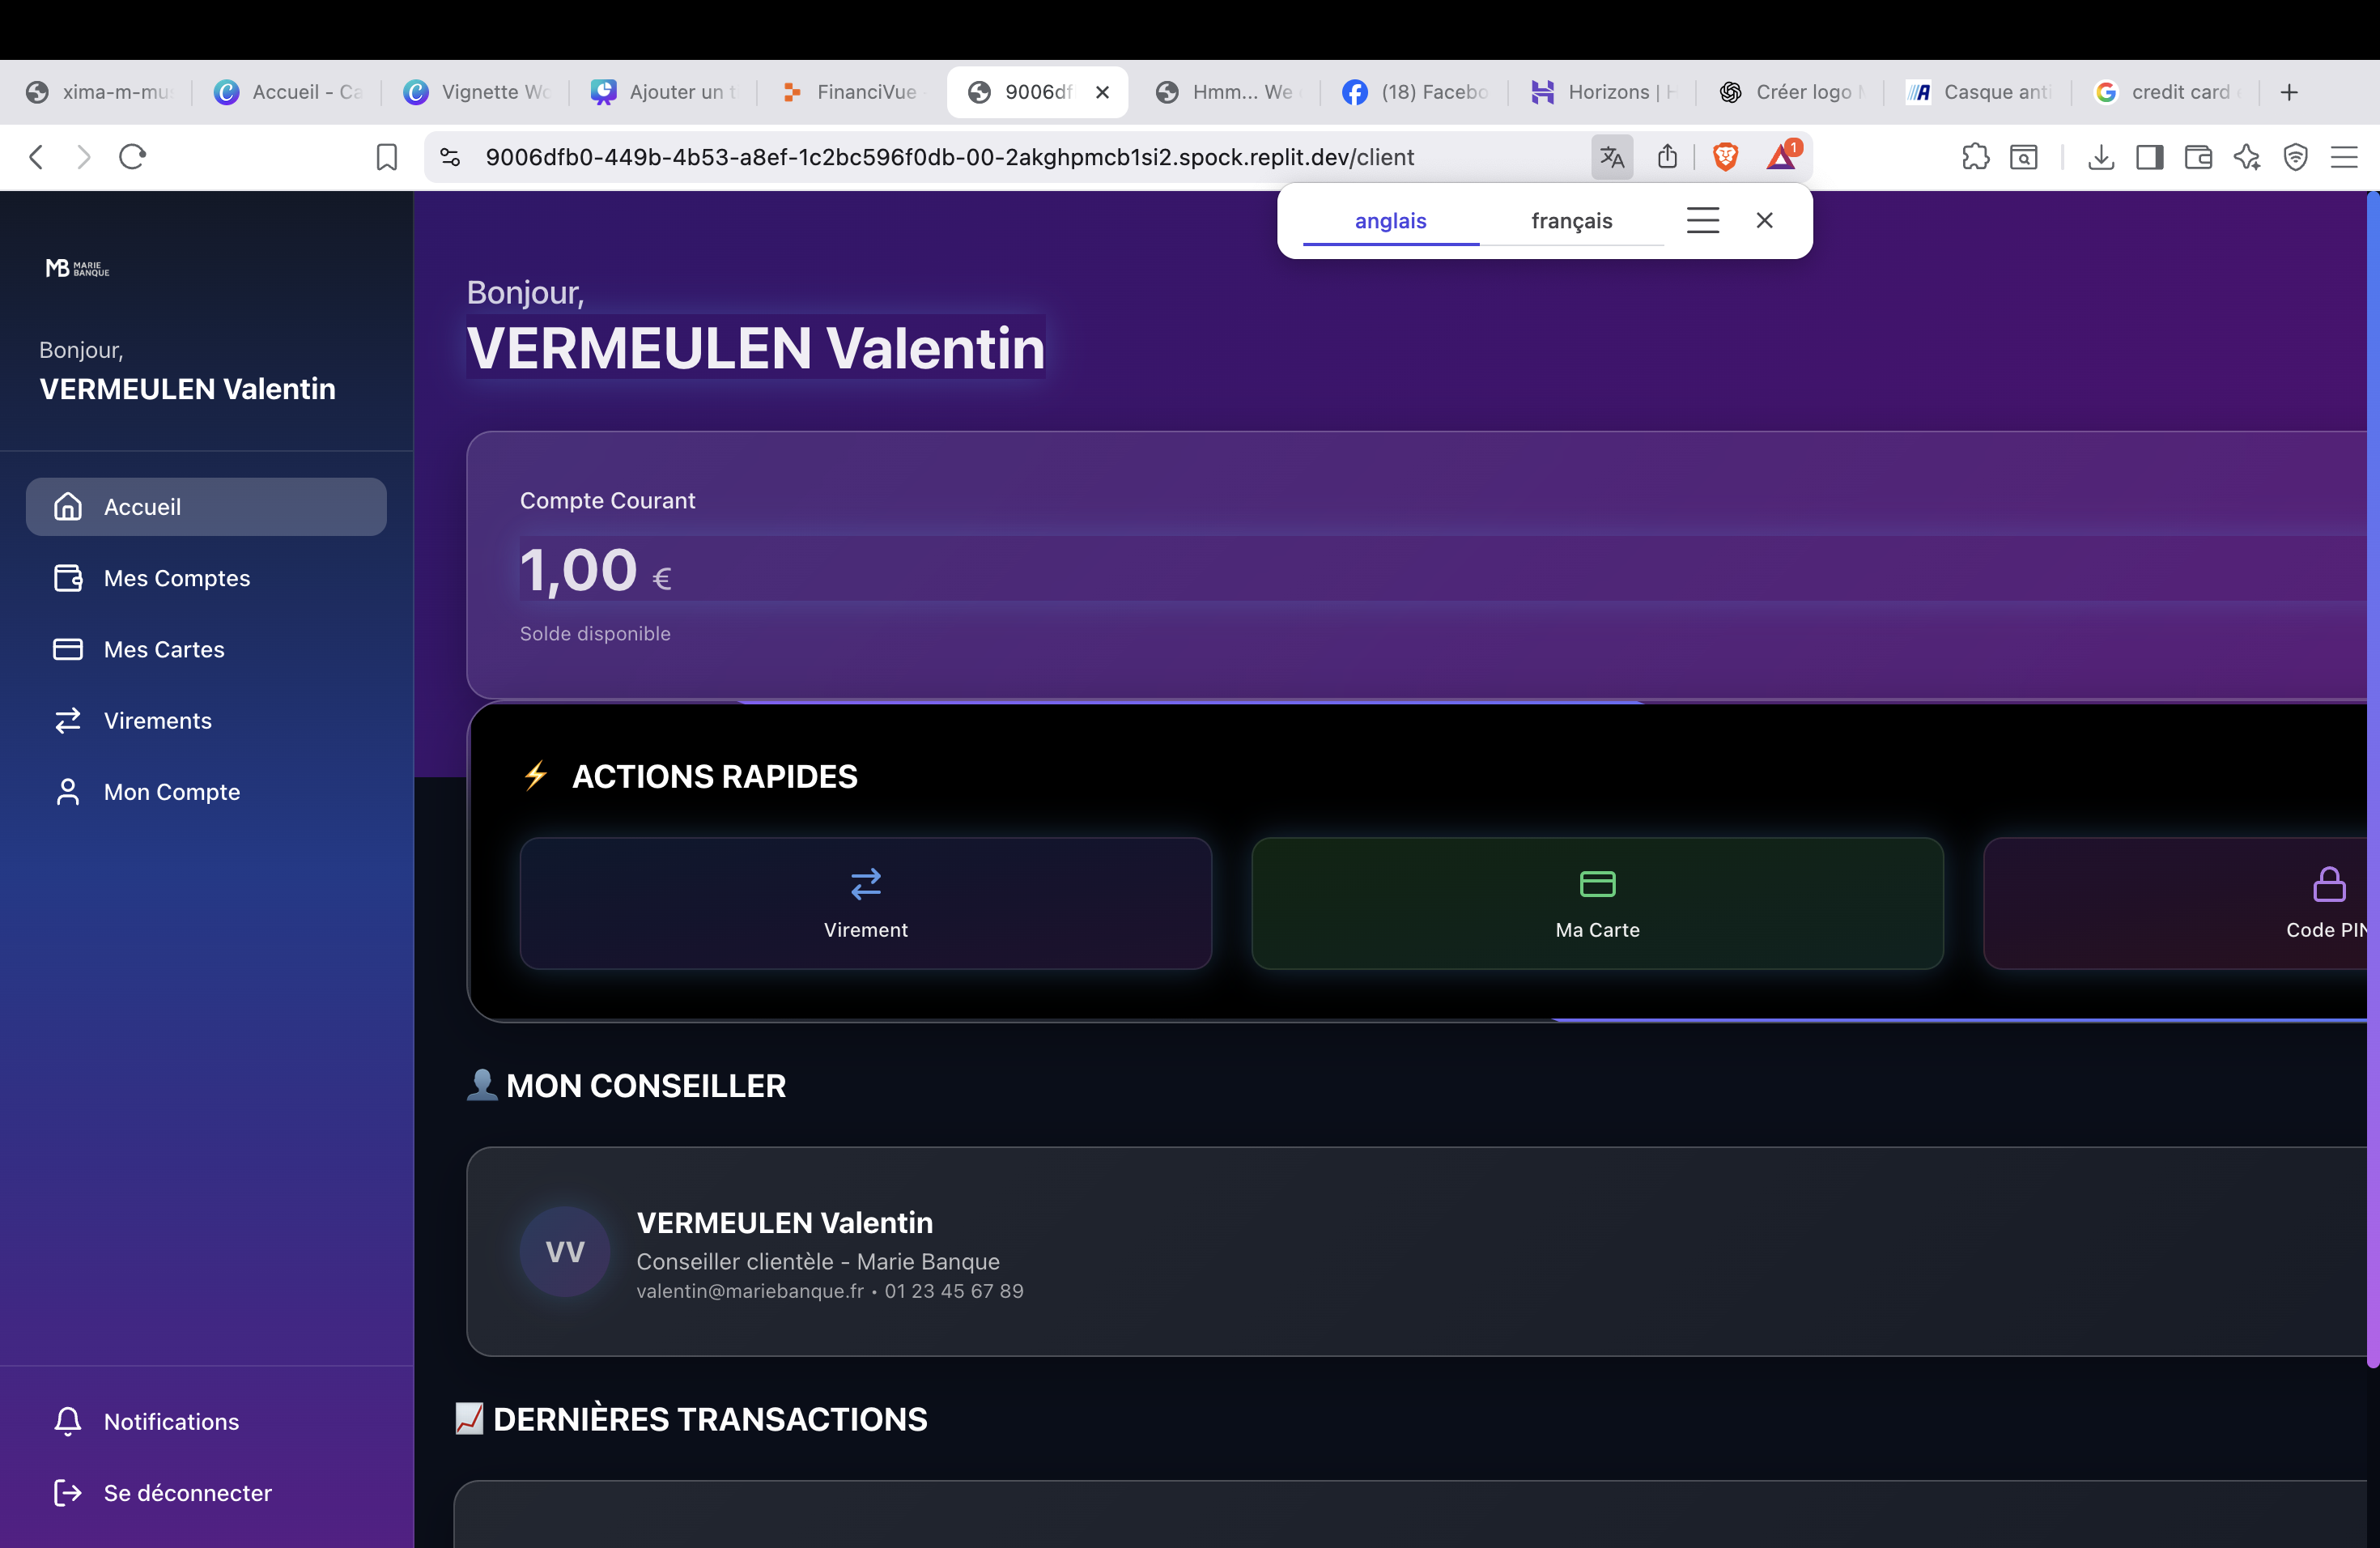 xima-m-mu
Accueil - Ca
Vignette Wo
Ajouter un t
FinanciVue
9006df
Hmm... We
(18) Facebo
Horizons | H
Créer logo M
Casque anti
credit card
9006dfb0-449b-4b53-a8ef-1c2bc596f0db-00-2akghpmcb1si2.spock.replit.dev/client
1
anglais
français
MB MARIE
BANQUE
Bonjour,
VERMEULEN Valentin
Accueil
Mes Comptes
Mes Cartes
Virements
Mon Compte
Notifications
Se déconnecter
Bonjour,
VERMEULEN Valentin
Compte Courant
1,00 €
Solde disponible
⚡ ACTIONS RAPIDES
Virement
Ma Carte
Code PIN
👤 MON CONSEILLER
VV
VERMEULEN Valentin
Conseiller clientèle - Marie Banque
valentin@mariebanque.fr • 01 23 45 67 89
📈 DERNIÈRES TRANSACTIONS